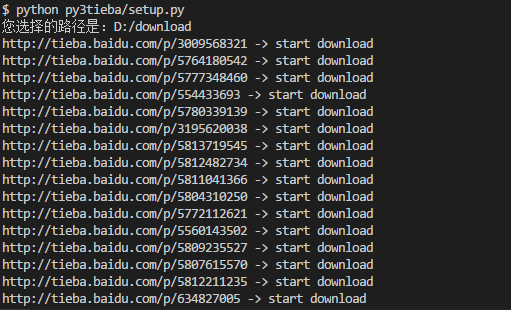 $ python py3tieba/setup.py
您选择的路径是：D:/download
http://tieba.baidu.com/p/3009568321 -> start download
http://tieba.baidu.com/p/5764180542 -> start download
http://tieba.baidu.com/p/5777348460 -> start download
http://tieba.baidu.com/p/554433693 -> start download
http://tieba.baidu.com/p/5780339139 -> start download
http://tieba.baidu.com/p/3195620038 -> start download
http://tieba.baidu.com/p/5813719545 -> start download
http://tieba.baidu.com/p/5812482734 -> start download
http://tieba.baidu.com/p/5811041366 -> start download
http://tieba.baidu.com/p/5804310250 -> start download
http://tieba.baidu.com/p/5772112621 -> start download
http://tieba.baidu.com/p/5560143502 -> start download
http://tieba.baidu.com/p/5809235527 -> start download
http://tieba.baidu.com/p/5807615570 -> start download
http://tieba.baidu.com/p/5812211235 -> start download
http://tieba.baidu.com/p/634827005 -> start download